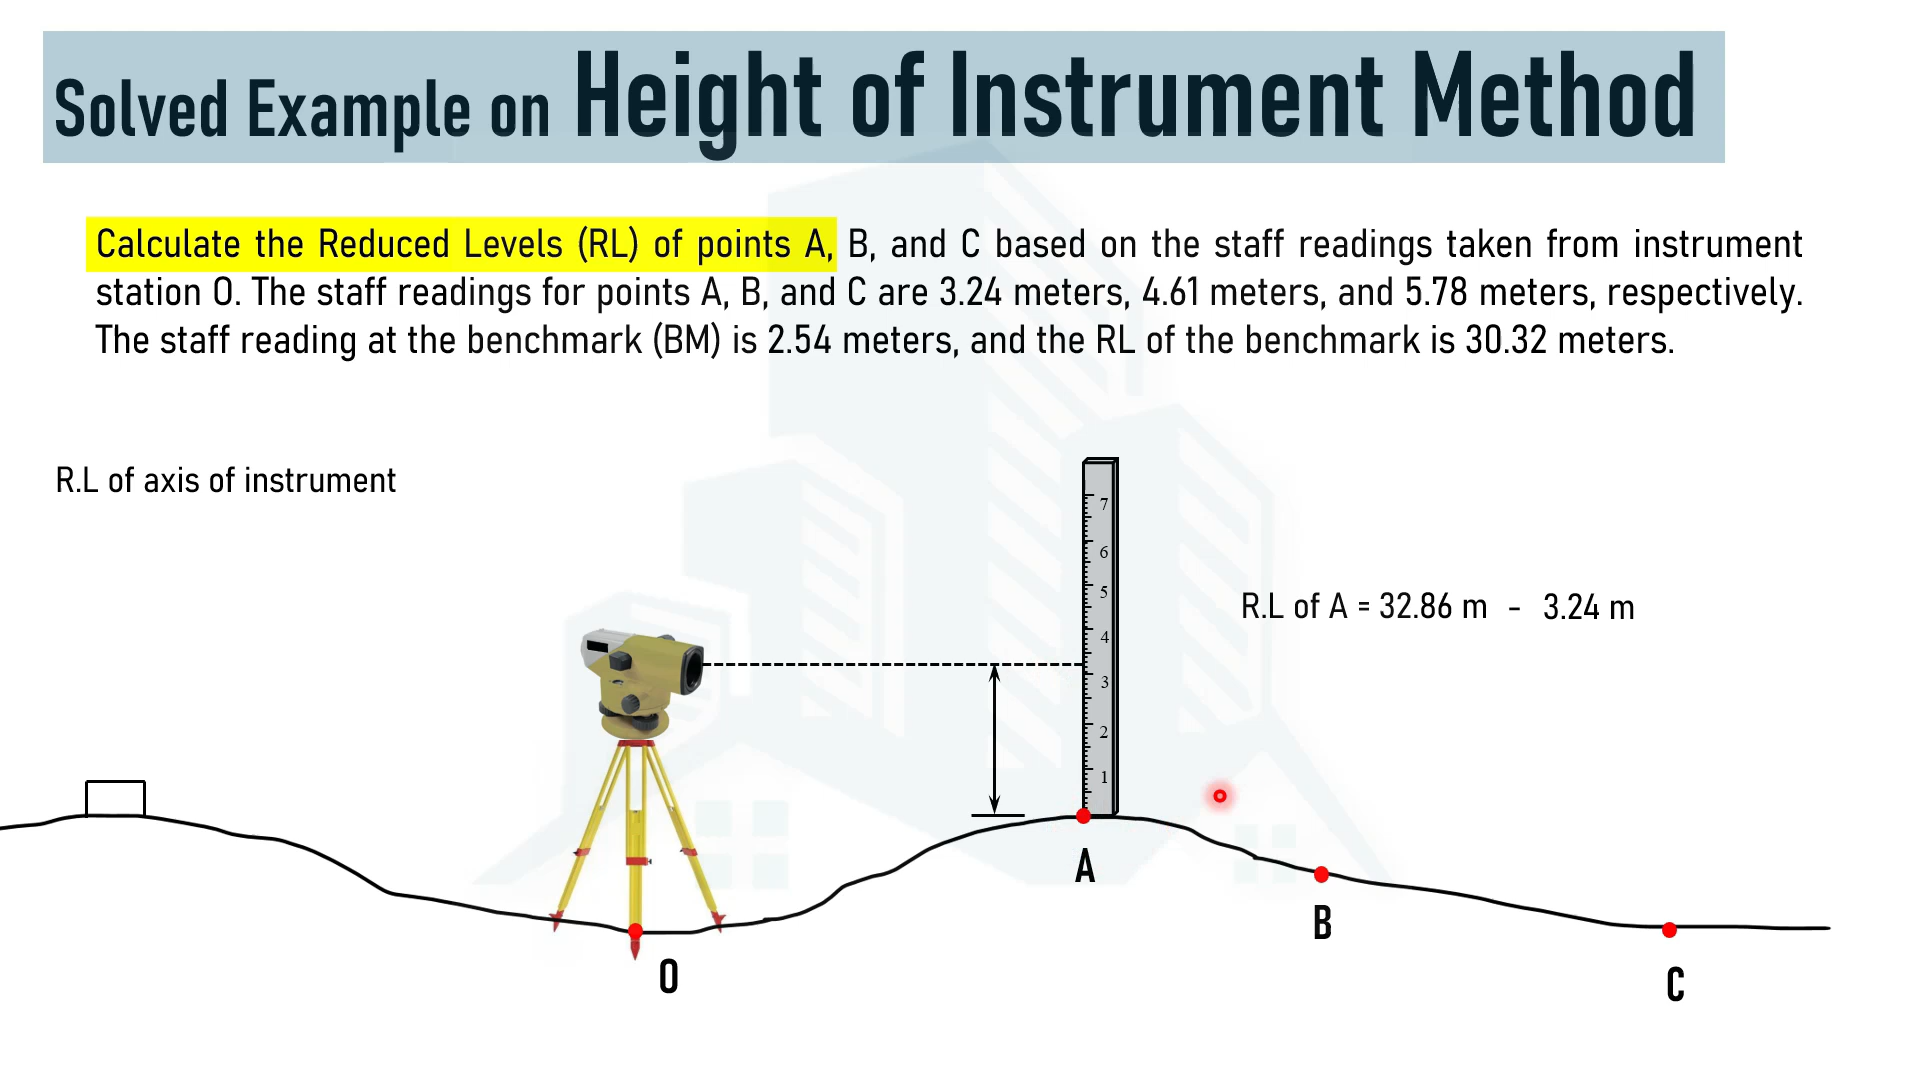 Solved Example on Height of Instrument Method
Calculate the Reduced Levels (RL) of points A, B, and C based on the staff readings taken from instrument
station O. The staff readings for points A, B, and C are 3.24 meters, 4.61 meters, and 5.78 meters, respectively.
The staff reading at the benchmark (BM) is 2.54 meters, and the RL of the benchmark is 30.32 meters.
R.L of axis of instrument
7
6
5
4
3
2
1
R.L of A = 32.86 m - 3.24 m
A
B
O
C